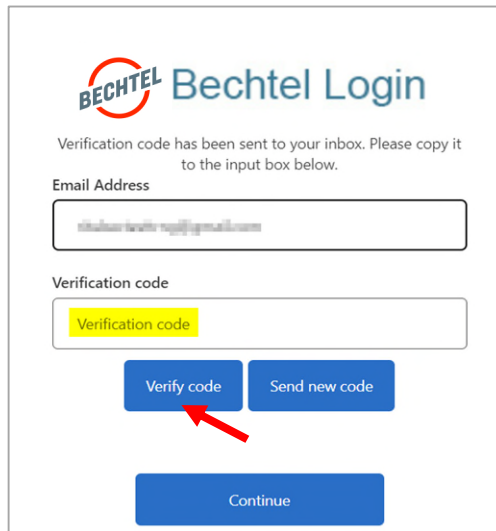 BECHTEL Bechtel Login
Verification code has been sent to your inbox. Please copy it
to the input box below.
Email Address
Verification code
Verification code
Verify code Send new code
Continue